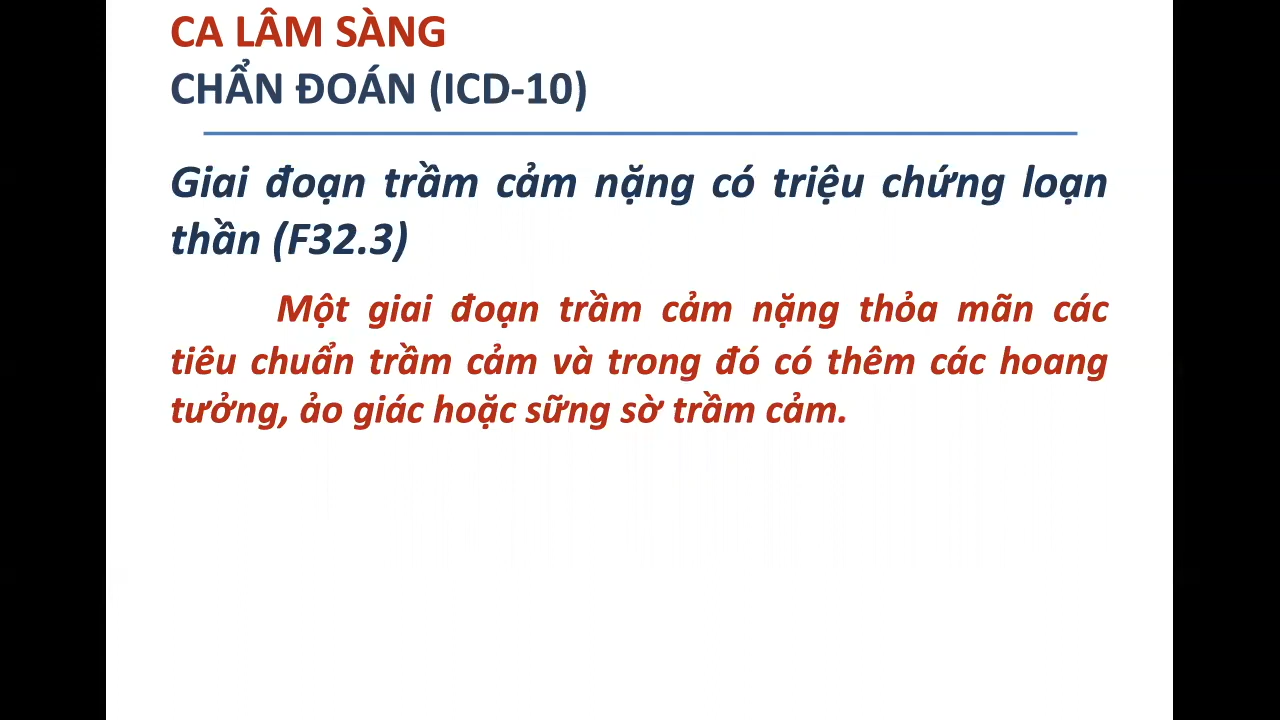 CA LÂM SÀNG
CHẨN ĐOÁN (ICD-10)
Giai đoạn trầm cảm nặng có triệu chứng loạn
thần (F32.3)
Một giai đoạn trầm cảm nặng thỏa mãn các
tiêu chuẩn trầm cảm và trong đó có thêm các hoang
tưởng, ảo giác hoặc sững sờ trầm cảm.